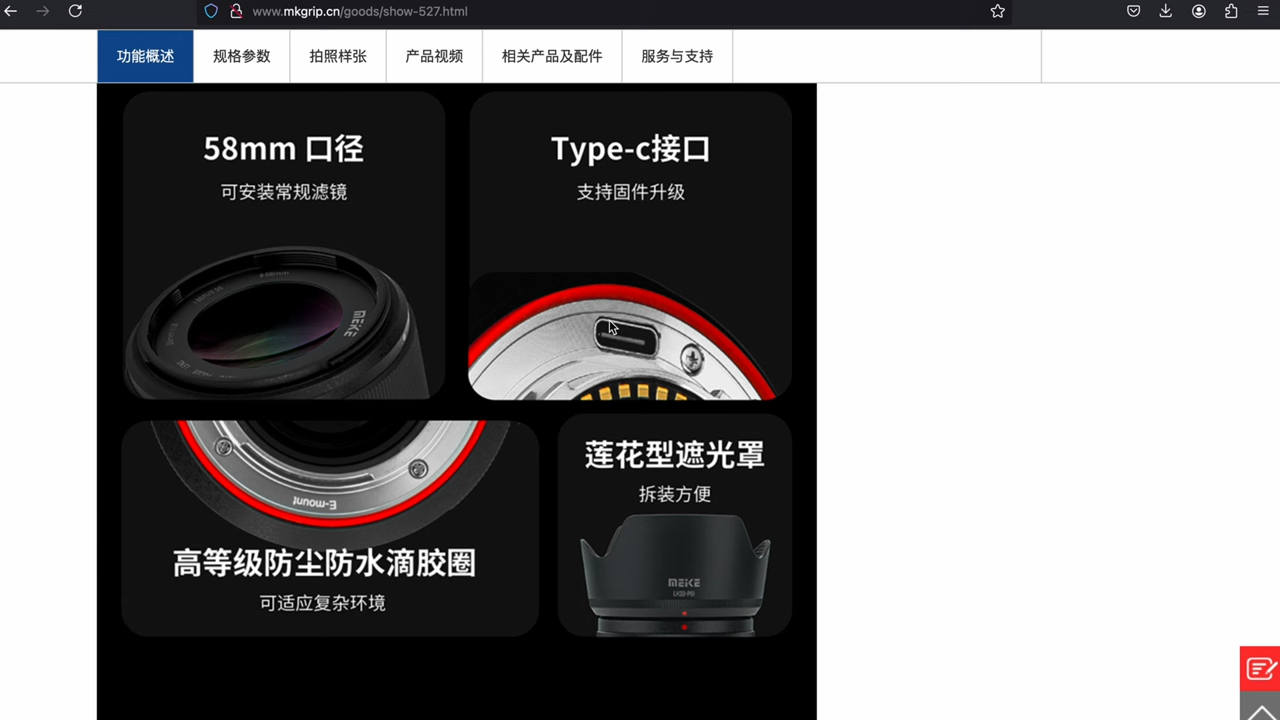 www.mkgrip.cn/goods/show-527.html
功能概述
规格参数
拍照样张
产品视频
相关产品及配件
服务与支持
58mm 口径
可安装常规滤镜
MEIKE
Type-c接口
支持固件升级
E-mount
高等级防尘防水滴胶圈
可适应复杂环境
莲花型遮光罩
拆装方便
MEIKE